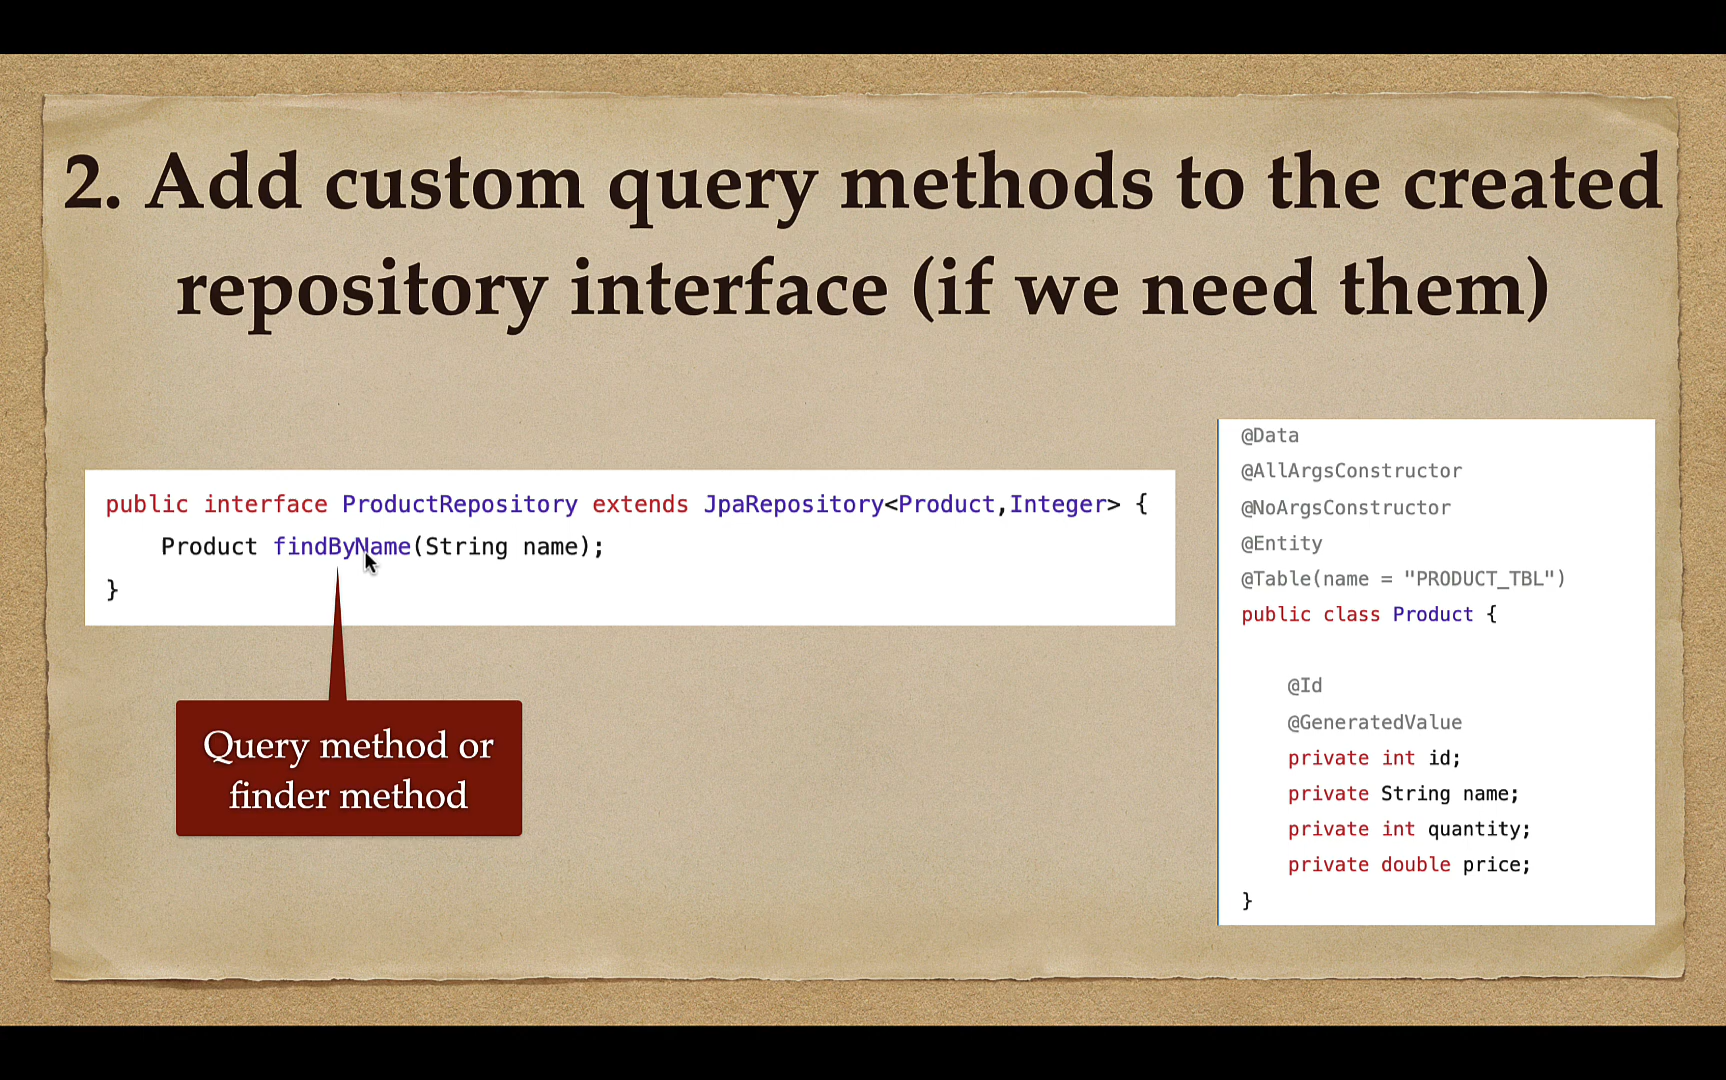 2. Add custom query methods to the created
repository interface (if we need them)
public interface ProductRepository extends JpaRepository<Product,Integer> {
    Product findByName(String name);
}
Query method or
finder method
@Data
@AllArgsConstructor
@NoArgsConstructor
@Entity
@Table(name = "PRODUCT_TBL")
public class Product {
    @Id
    @GeneratedValue
    private int id;
    private String name;
    private int quantity;
    private double price;
}